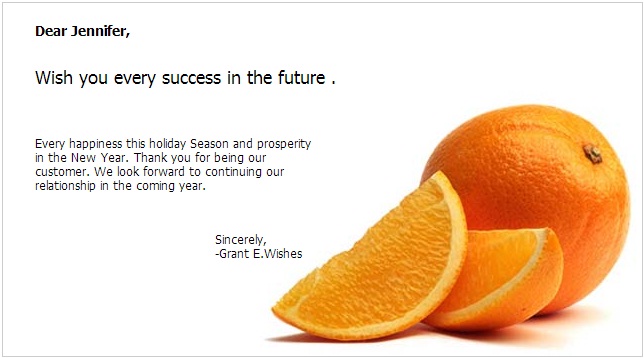 Dear Jennifer,
Wish you every success in the future .
Every happiness this holiday Season and prosperity
in the New Year. Thank you for being our
customer. We look forward to continuing our
relationship in the coming year.
Sincerely,
-Grant E.Wishes